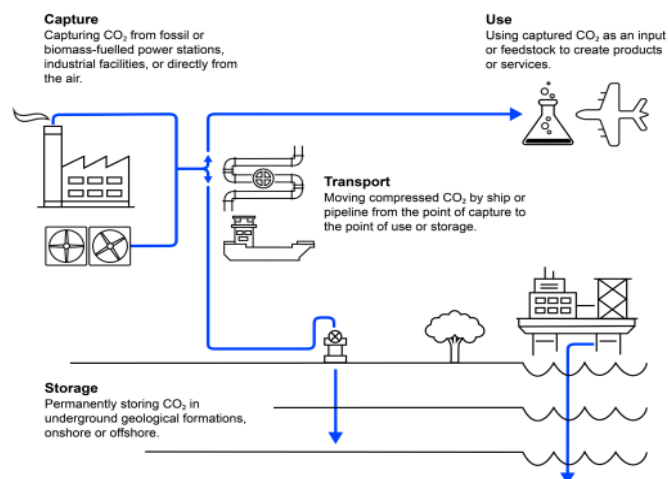 Capture
Capturing CO₂ from fossil or
biomass-fuelled power stations,
industrial facilities, or directly from
the air.
Use
Using captured CO₂ as an input
or feedstock to create products
or services.
Transport
Moving compressed CO₂ by ship or
pipeline from the point of capture to
the point of use or storage.
Storage
Permanently storing CO₂ in
underground geological formations,
onshore or offshore.